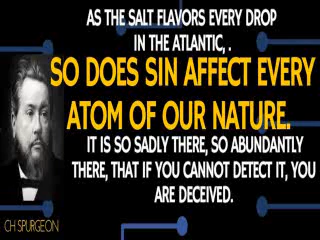 AS THE SALT FLAVORS EVERY DROP
IN THE ATLANTIC, .
SO DOES SIN AFFECT EVERY
ATOM OF OUR NATURE.
IT IS SO SADLY THERE, SO ABUNDANTLY
THERE, THAT IF YOU CANNOT DETECT IT, YOU
ARE DECEIVED.
CH SPURGEON